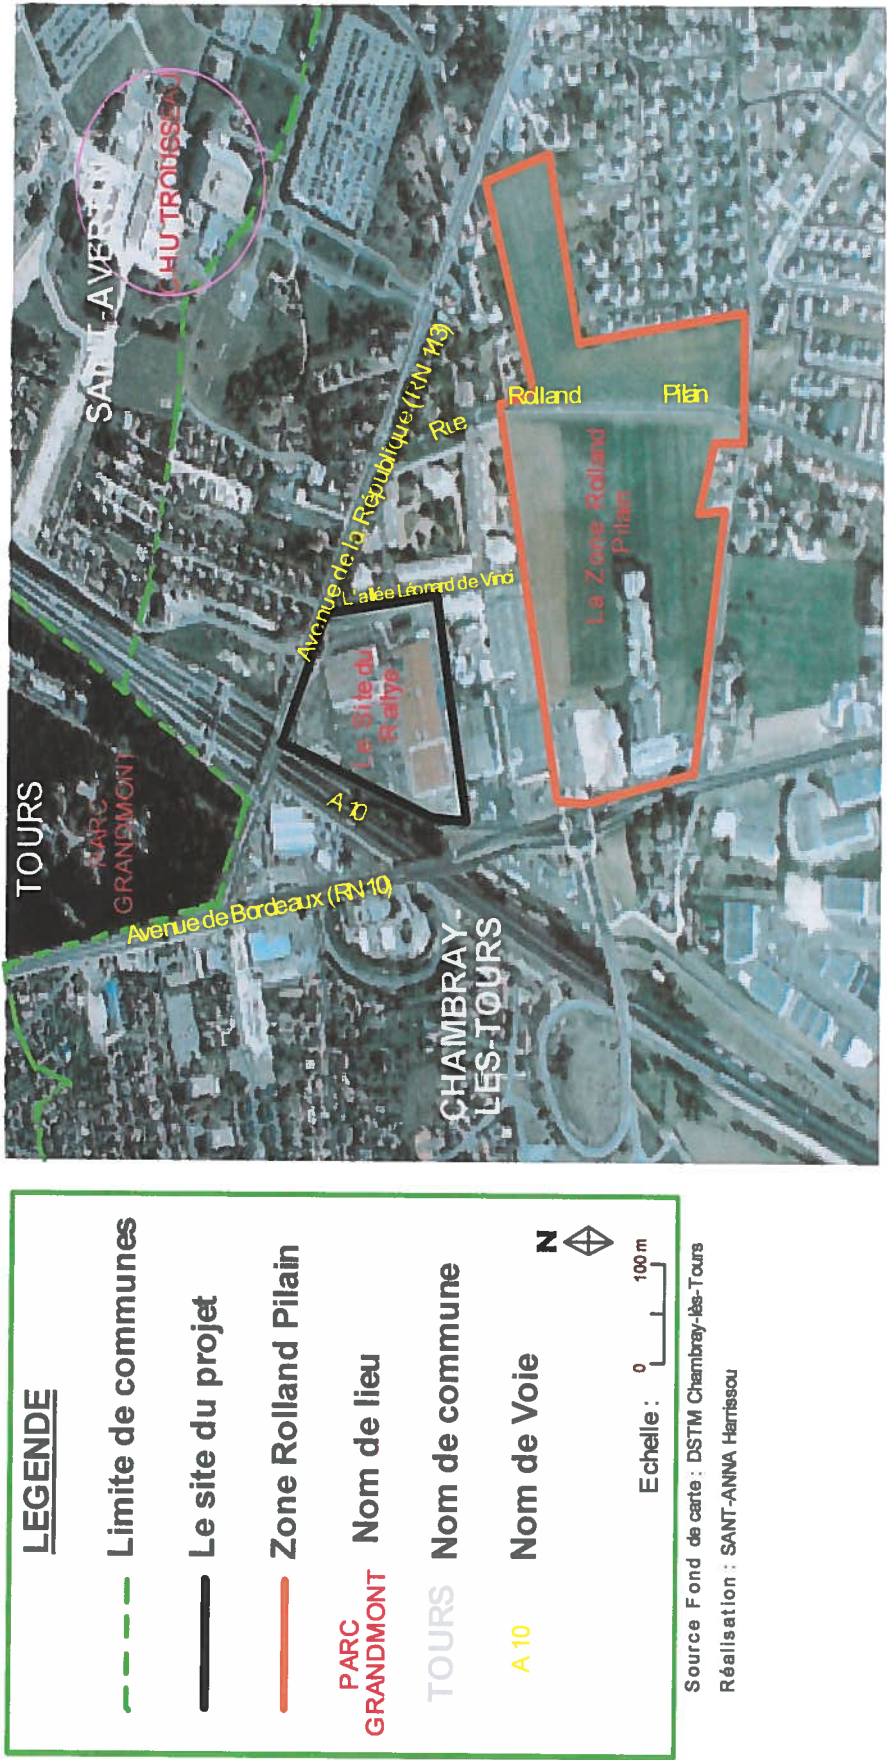 LEGENDE
Limite de communes
Le site du projet
Zone Rolland Pilain
PARC
GRANDMONT
Nom de lieu
TOURS
Nom de commune
A 10
Nom de Voie
N
Echelle :
0
100 m
Source Fond de carte : DSTM Chambray-lès-Tours
Réalisation : SANT-ANNA Harrissou
TOURS
PARC
GRANDMONT
SAINT-AVERTIN
CHU TROUSSEAU
Avenue de Bordeaux (RN 10)
A 10
Avenue de la République (RN 143)
Le Site du
Rallye
L'allée Léonard de Vinci
Rue
Rolland
Pilain
La Zone Rolland
Pilain
CHAMBRAY-
LES-TOURS